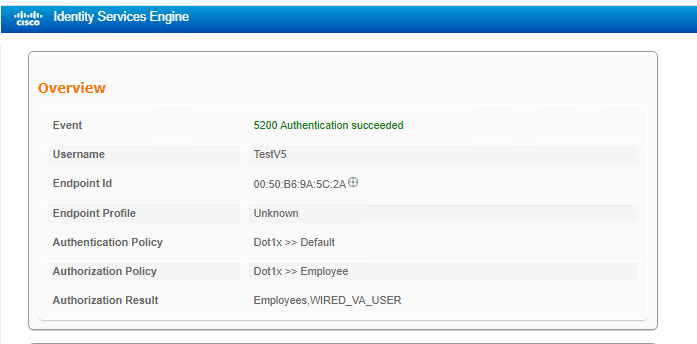 cisco Identity Services Engine
Overview
Event 5200 Authentication succeeded
Username TestV5
Endpoint Id 00:50:B6:9A:5C:2A
Endpoint Profile Unknown
Authentication Policy Dot1x >> Default
Authorization Policy Dot1x >> Employee
Authorization Result Employees,WIRED_VA_USER